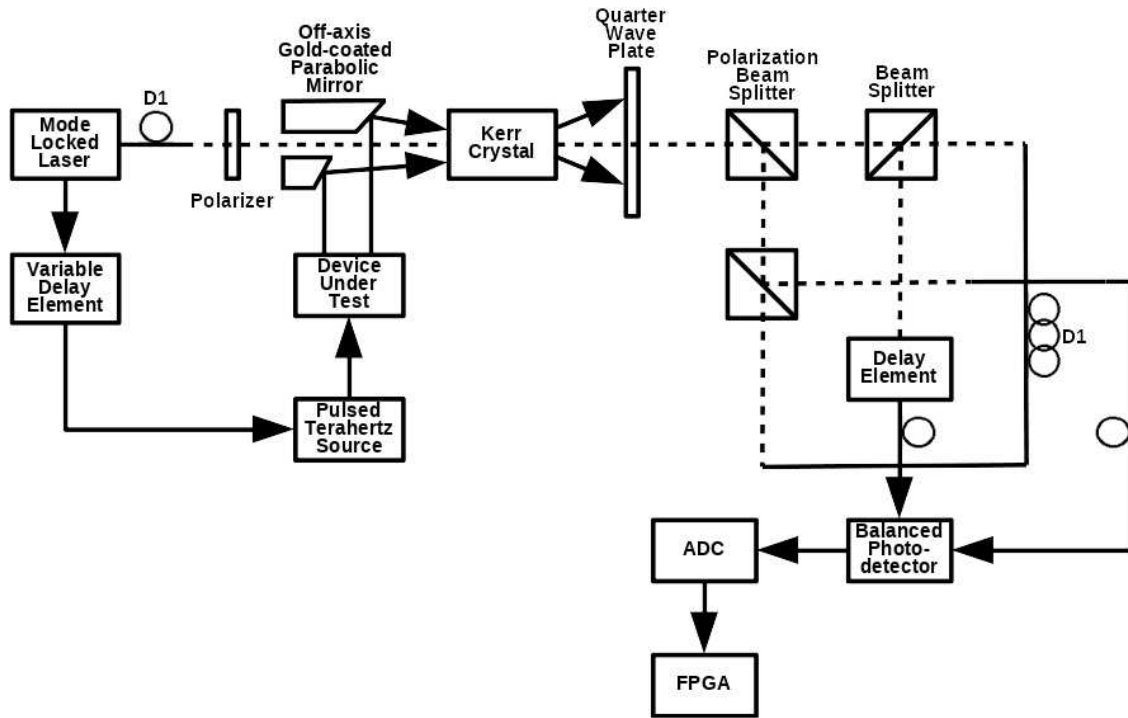 Off-axis
Gold-coated
Parabolic
Mirror
Quarter
Wave
Plate
Polarization
Beam
Splitter
Beam
Splitter
D1
Mode
Locked
Laser
Kerr
Crystal
Polarizer
Variable
Delay
Element
Device
Under
Test
D1
Delay
Element
Pulsed
Terahertz
Source
ADC
Balanced
Photo-
detector
FPGA